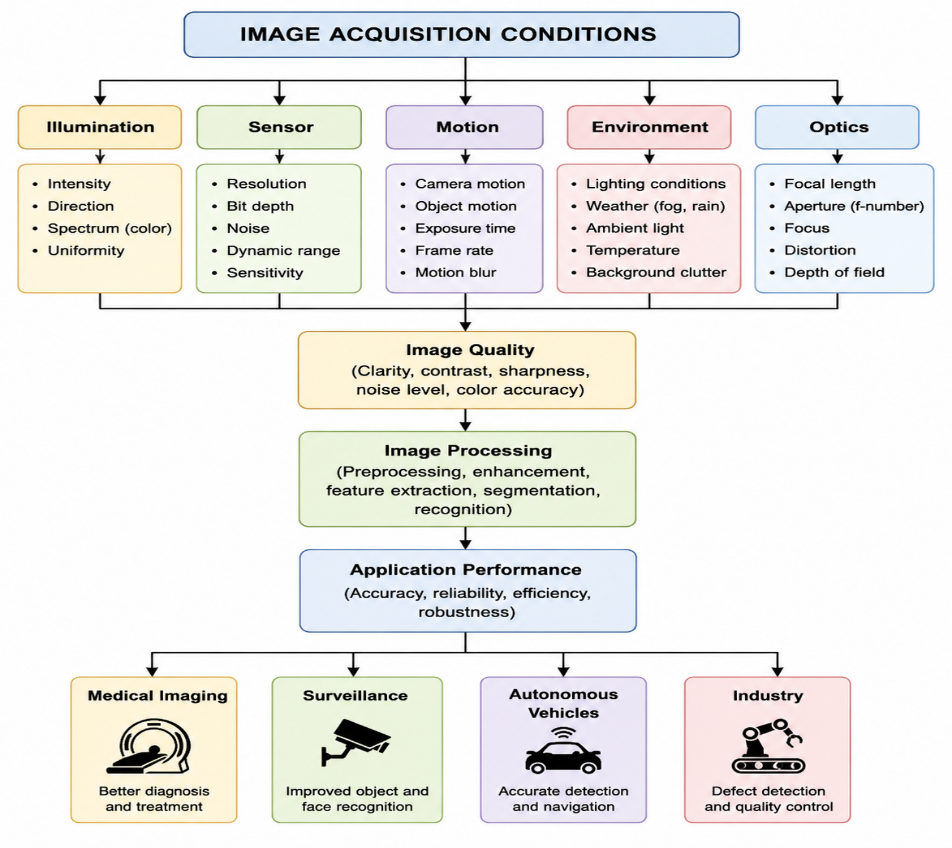 IMAGE ACQUISITION CONDITIONS
Illumination
• Intensity
• Direction
• Spectrum (color)
• Uniformity
Sensor
• Resolution
• Bit depth
• Noise
• Dynamic range
• Sensitivity
Motion
• Camera motion
• Object motion
• Exposure time
• Frame rate
• Motion blur
Environment
• Lighting conditions
• Weather (fog, rain)
• Ambient light
• Temperature
• Background clutter
Optics
• Focal length
• Aperture (f-number)
• Focus
• Distortion
• Depth of field
Image Quality
(Clarity, contrast, sharpness,
noise level, color accuracy)
Image Processing
(Preprocessing, enhancement,
feature extraction, segmentation,
recognition)
Application Performance
(Accuracy, reliability, efficiency,
robustness)
Medical Imaging
Better diagnosis
and treatment
Surveillance
Improved object and
face recognition
Autonomous
Vehicles
Accurate detection
and navigation
Industry
Defect detection
and quality control